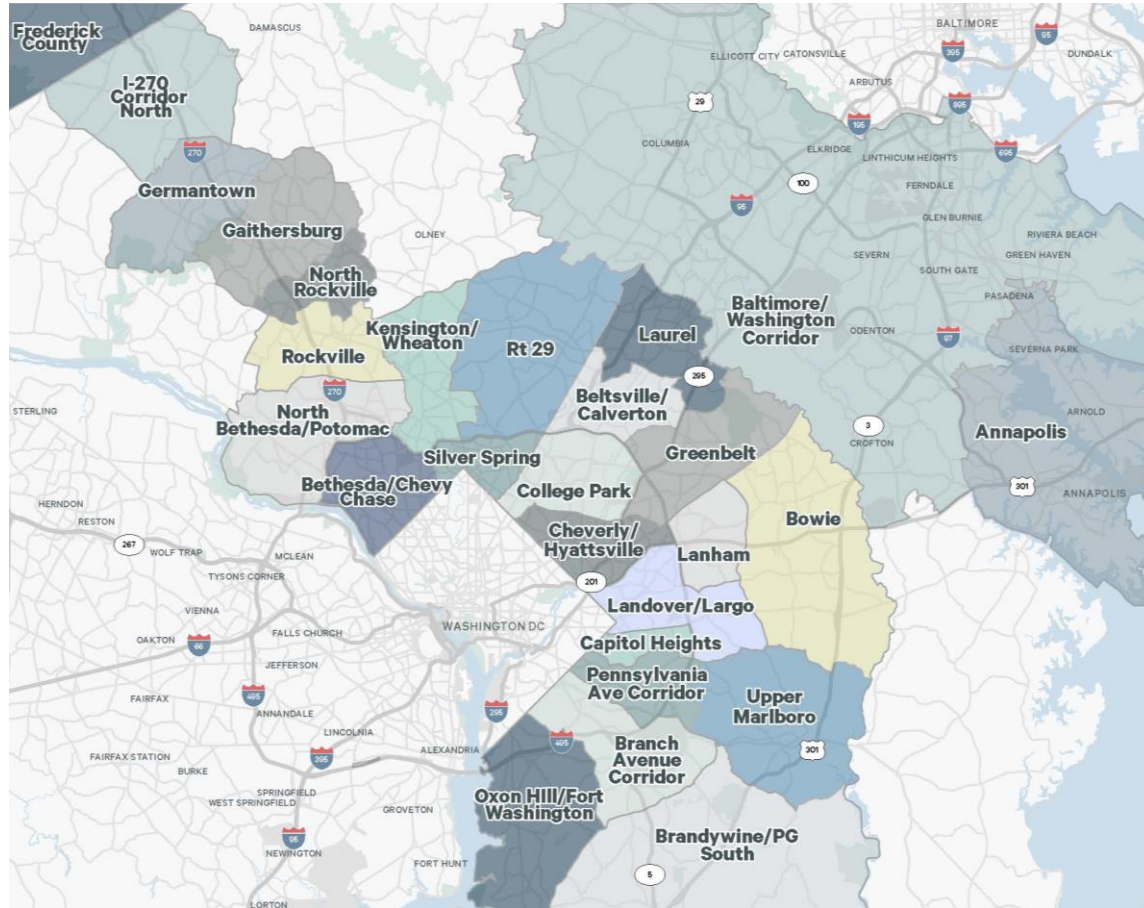 Frederick
County
DAMASCUS
BALTIMORE
95
395
ELLICOTT CITY
CATONSVILLE
DUNDALK
I-270
Corridor
North
ARBUTUS
29
895
195
COLUMBIA
ELKRIDGE
695
270
LINTHICUM HEIGHTS
100
Germantown
FERNDALE
95
GLEN BURNIE
Gaithersburg
OLNEY
RIVIERA BEACH
GREEN HAVEN
SEVERN
SOUTH GATE
North
Rockville
PASADENA
Baltimore/
Washington
Corridor
Kensington/
Wheaton
Laurel
ODENTON
97
Rt 29
SEVERNA PARK
Rockville
295
270
Beltsville/
Calverton
STERLING
North
Bethesda/Potomac
3
ARNOLD
Annapolis
CROFTON
Silver Spring
Greenbelt
Bethesda/Chevy
Chase
College Park
301
ANNAPOLIS
HERNDON
RESTON
Bowie
Cheverly/
Hyattsville
267
WOLF TRAP
MCLEAN
Lanham
TYSONS CORNER
201
VIENNA
Landover/Largo
WASHINGTON DC
OAKTON
66
FALLS CHURCH
Capitol Heights
JEFFERSON
Pennsylvania
Ave Corridor
FAIRFAX
495
Upper
Marlboro
295
ANNANDALE
LINCOLNIA
495
Branch
Avenue
Corridor
301
ALEXANDRIA
FAIRFAX STATION
395
BURKE
SPRINGFIELD
WEST SPRINGFIELD
Oxon Hill/Fort
Washington
GROVETON
95
Brandywine/PG
South
NEWINGTON
FORT HUNT
5
LORTON